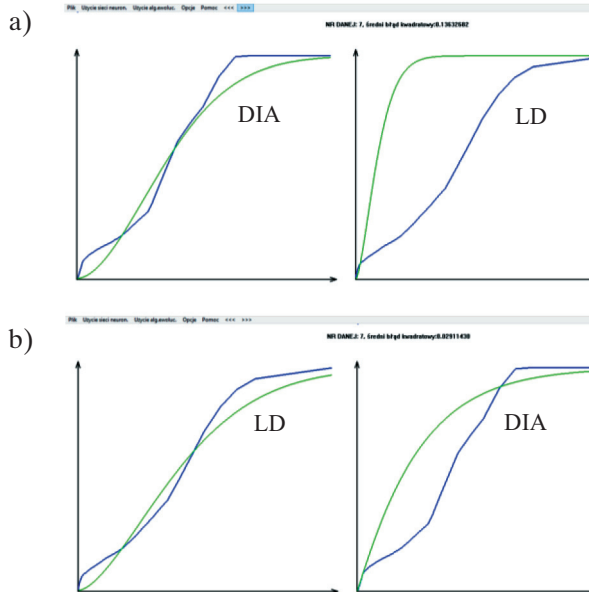 a)
Plik Użycie sieci neuron. Użycie alg.ewoluc. Opcje Pomoc <<< >>>
NR DANEJ: 7, Średni błąd kwadratowy:0.13632682
DIA
LD
b)
Plik Użycie sieci neuron. Użycie alg.ewoluc. Opcje Pomoc <<< >>>
NR DANEJ: 7, Średni błąd kwadratowy:0.02911430
LD
DIA